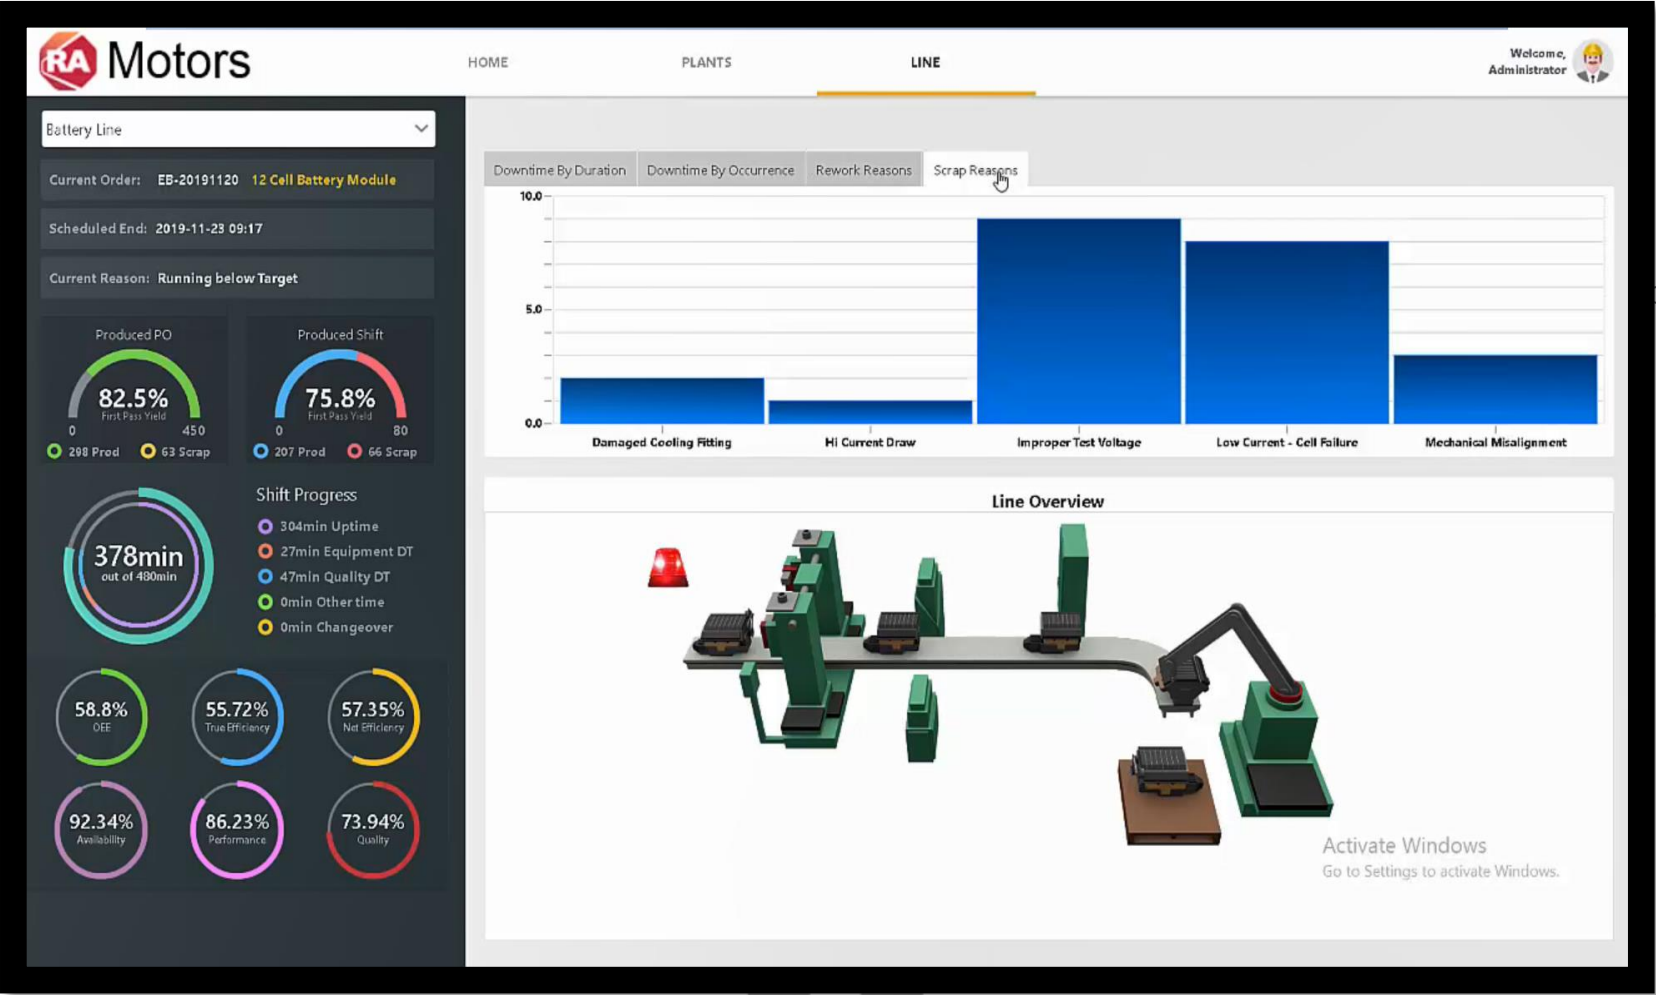 RA Motors
HOME
PLANTS
LINE
Welcome,
Administrator
Battery Line
Current Order: EB-20191120 12 Cell Battery Module
Scheduled End: 2019-11-23 09:17
Current Reason: Running below Target
Produced PO
82.5%
First Pass Yield
0 450
298 Prod 63 Scrap
Produced Shift
75.8%
First Pass Yield
0 80
207 Prod 66 Scrap
378min
out of 480min
Shift Progress
304min Uptime
27min Equipment DT
47min Quality DT
0min Other time
0min Changeover
58.8%
OEE
55.72%
True Efficiency
57.35%
Net Efficiency
92.34%
Availability
86.23%
Performance
73.94%
Quality
Downtime By Duration
Downtime By Occurrence
Rework Reasons
Scrap Reasons
10.0
5.0
0.0
Damaged Cooling Fitting
Hi Current Draw
Improper Test Voltage
Low Current - Cell Failure
Mechanical Misalignment
Line Overview
Activate Windows
Go to Settings to activate Windows.